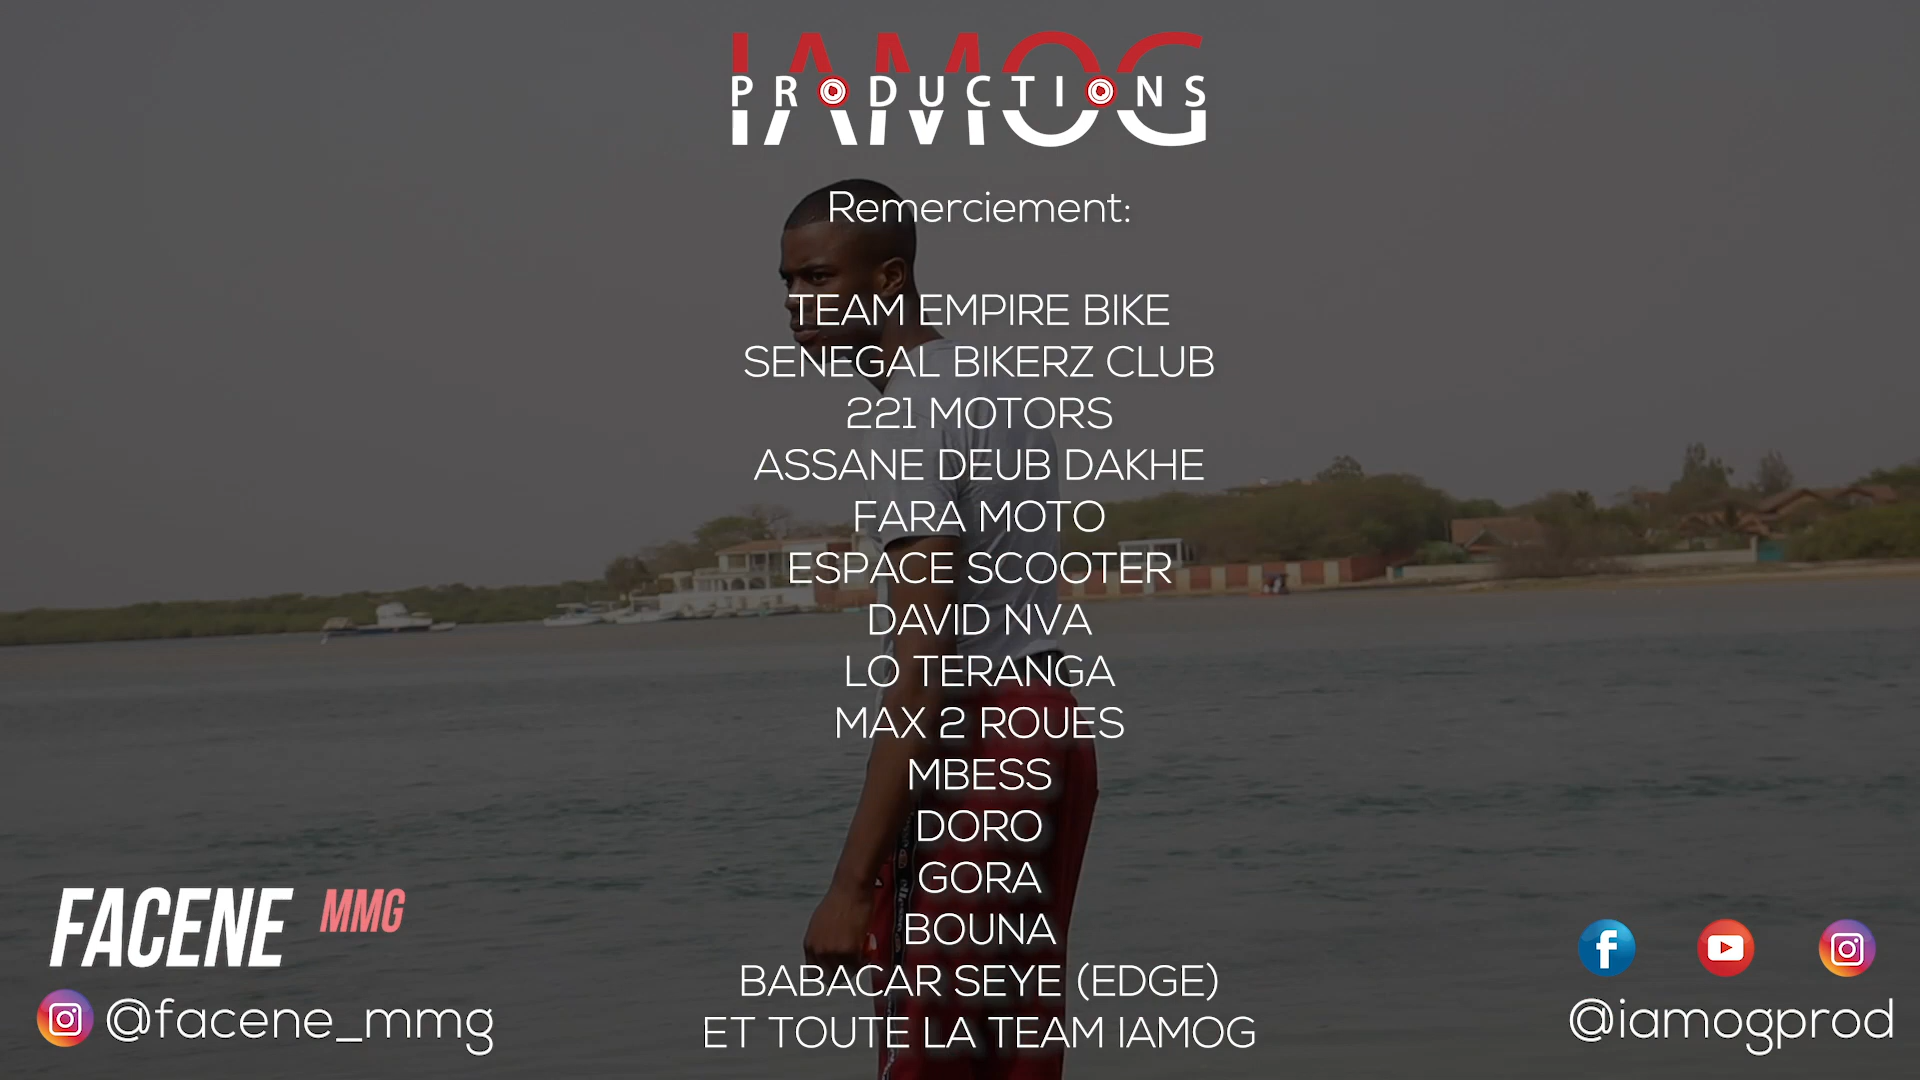 IAMOG
PRODUCTIONS
Remerciement:
TEAM EMPIRE BIKE
SENEGAL BIKERZ CLUB
221 MOTORS
ASSANE DEUB DAKHE
FARA MOTO
ESPACE SCOOTER
DAVID NVA
LO TERANGA
MAX 2 ROUES
MBESS
DORO
GORA
BOUNA
BABACAR SEYE (EDGE)
ET TOUTE LA TEAM IAMOG
FACENE MMG
@facene_mmg
@iamogprod